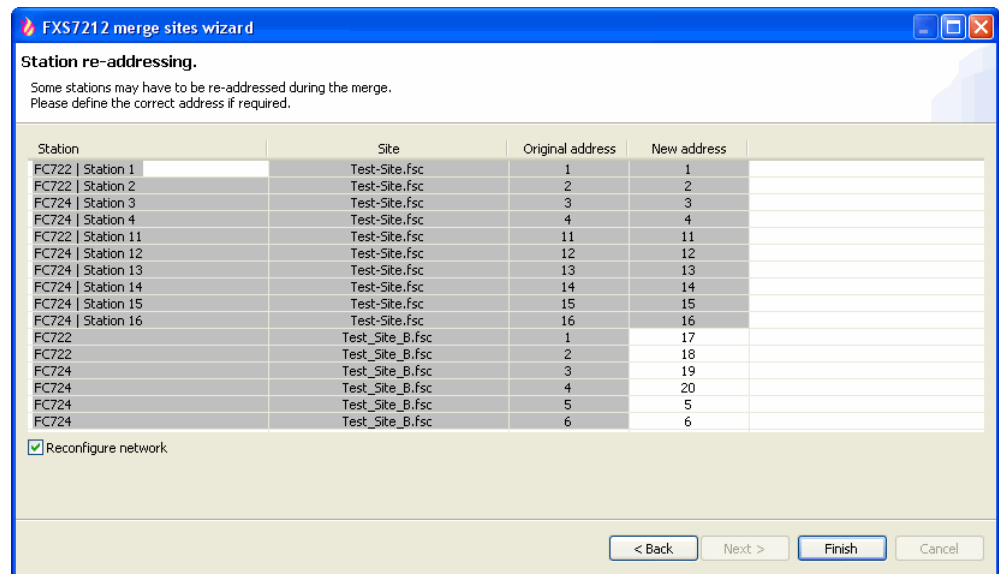 FXS7212 merge sites wizard
Station re-addressing.
Some stations may have to be re-addressed during the merge.
Please define the correct address if required.
Station Site Original address New address
FC722 | Station 1 Test-Site.fsc 1 1
FC722 | Station 2 Test-Site.fsc 2 2
FC724 | Station 3 Test-Site.fsc 3 3
FC724 | Station 4 Test-Site.fsc 4 4
FC722 | Station 11 Test-Site.fsc 11 11
FC724 | Station 12 Test-Site.fsc 12 12
FC724 | Station 13 Test-Site.fsc 13 13
FC724 | Station 14 Test-Site.fsc 14 14
FC724 | Station 15 Test-Site.fsc 15 15
FC724 | Station 16 Test-Site.fsc 16 16
FC722 Test_Site_B.fsc 1 17
FC722 Test_Site_B.fsc 2 18
FC724 Test_Site_B.fsc 3 19
FC724 Test_Site_B.fsc 4 20
FC724 Test_Site_B.fsc 5 5
FC724 Test_Site_B.fsc 6 6
Reconfigure network
< Back Next > Finish Cancel